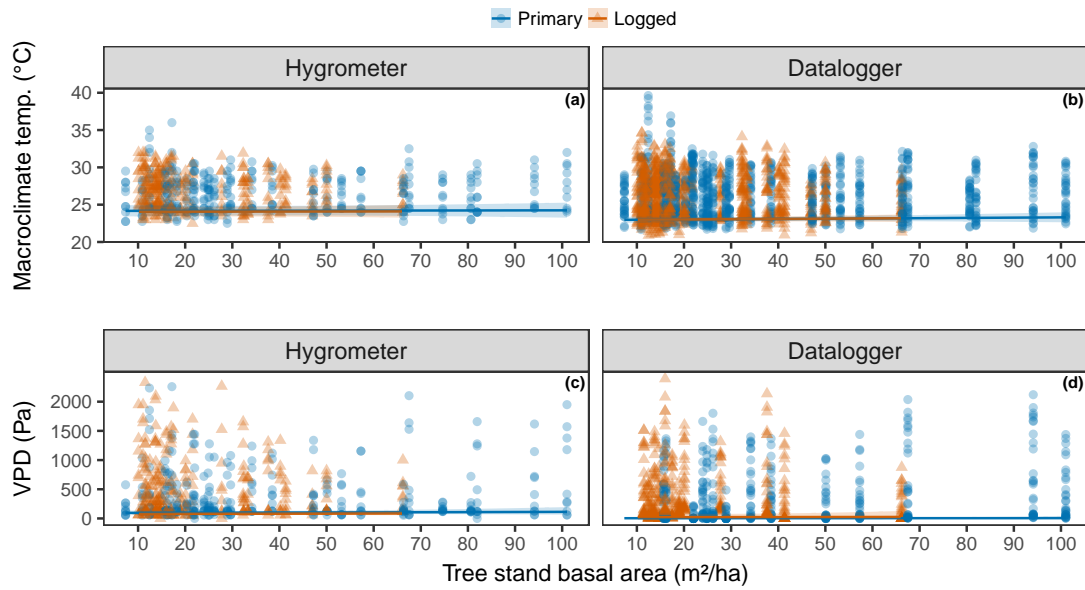 Primary Logged
Macroclimate temp. (°C)
Hygrometer
Datalogger
(a)
(b)
40
35
30
25
20
10 20 30 40 50 60 70 80 90 100
10 20 30 40 50 60 70 80 90 100
VPD (Pa)
Hygrometer
Datalogger
(c)
(d)
2000
1500
1000
500
0
10 20 30 40 50 60 70 80 90 100
10 20 30 40 50 60 70 80 90 100
Tree stand basal area (m²/ha)